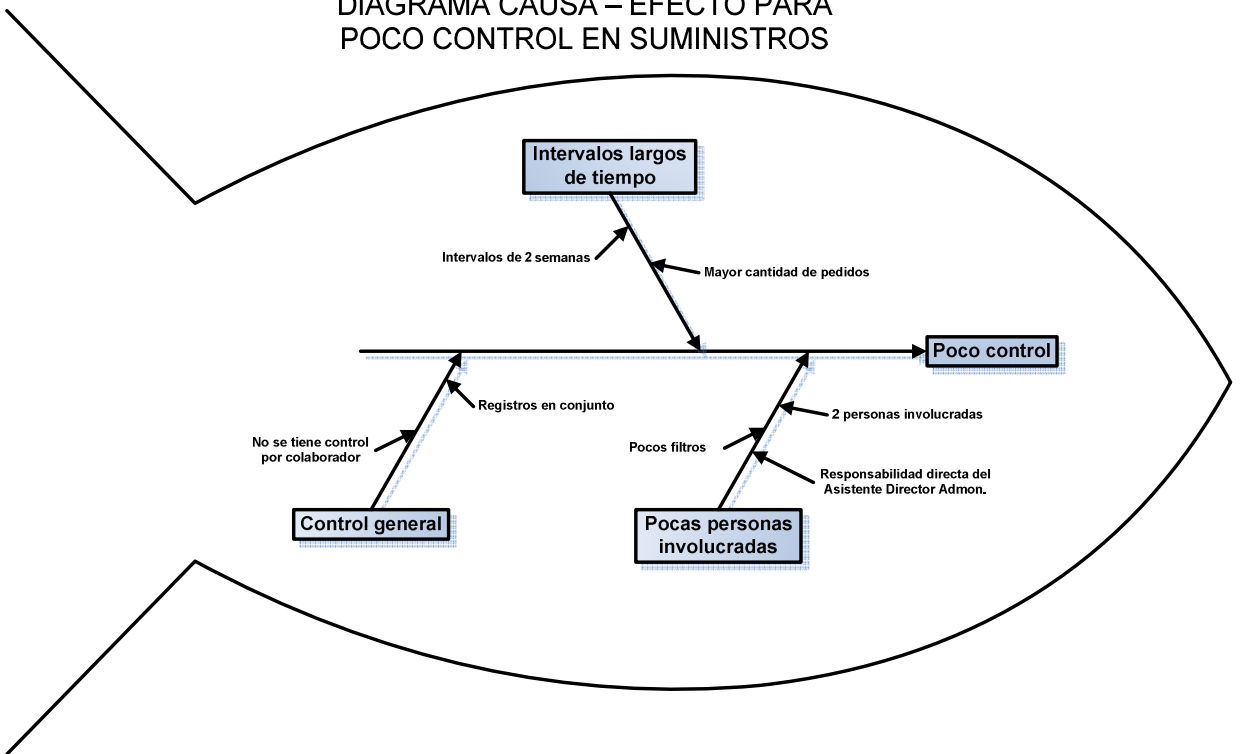 DIAGRAMA CAUSA – EFECTO PARA
POCO CONTROL EN SUMINISTROS
Intervalos largos
de tiempo
Intervalos de 2 semanas
Mayor cantidad de pedidos
Poco control
Registros en conjunto
No se tiene control
por colaborador
Control general
2 personas involucradas
Pocos filtros
Responsabilidad directa del
Asistente Director Admon.
Pocas personas
involucradas